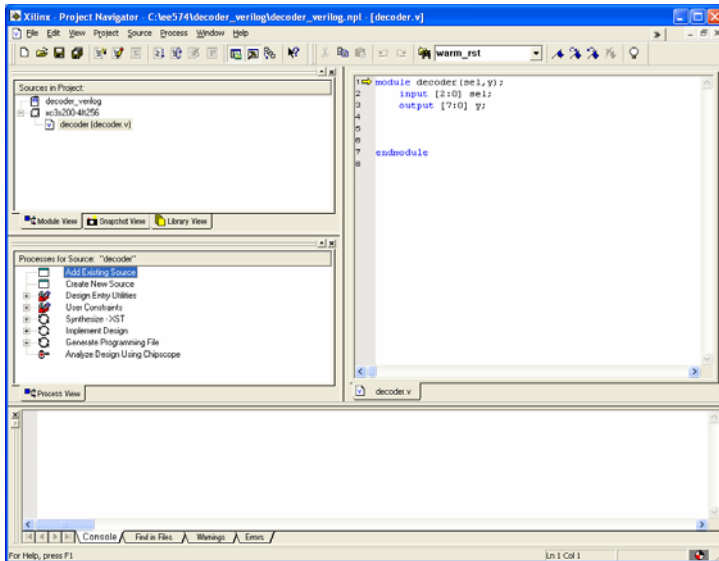 Xilinx - Project Navigator - C:\ee574\decoder_verilog\decoder_verilog.npl - [decoder.v]
File Edit View Project Source Process Window Help
warm_rst
Sources in Project:
decoder_verilog
xc3s200-4ft256
decoder (decoder.v)
Module View Snapshot View Library View
Processes for Source: "decoder"
Add Existing Source
Create New Source
Design Entry Utilities
User Constraints
Synthesize - XST
Implement Design
Generate Programming File
Analyze Design Using Chipscope
Process View
1 module decoder(sel,y);
2 input [2:0] sel;
3 output [7:0] y;
4
5
6
7 endmodule
8
decoder.v
Console Find in Files Warnings Errors
For Help, press F1
Ln 1 Col 1